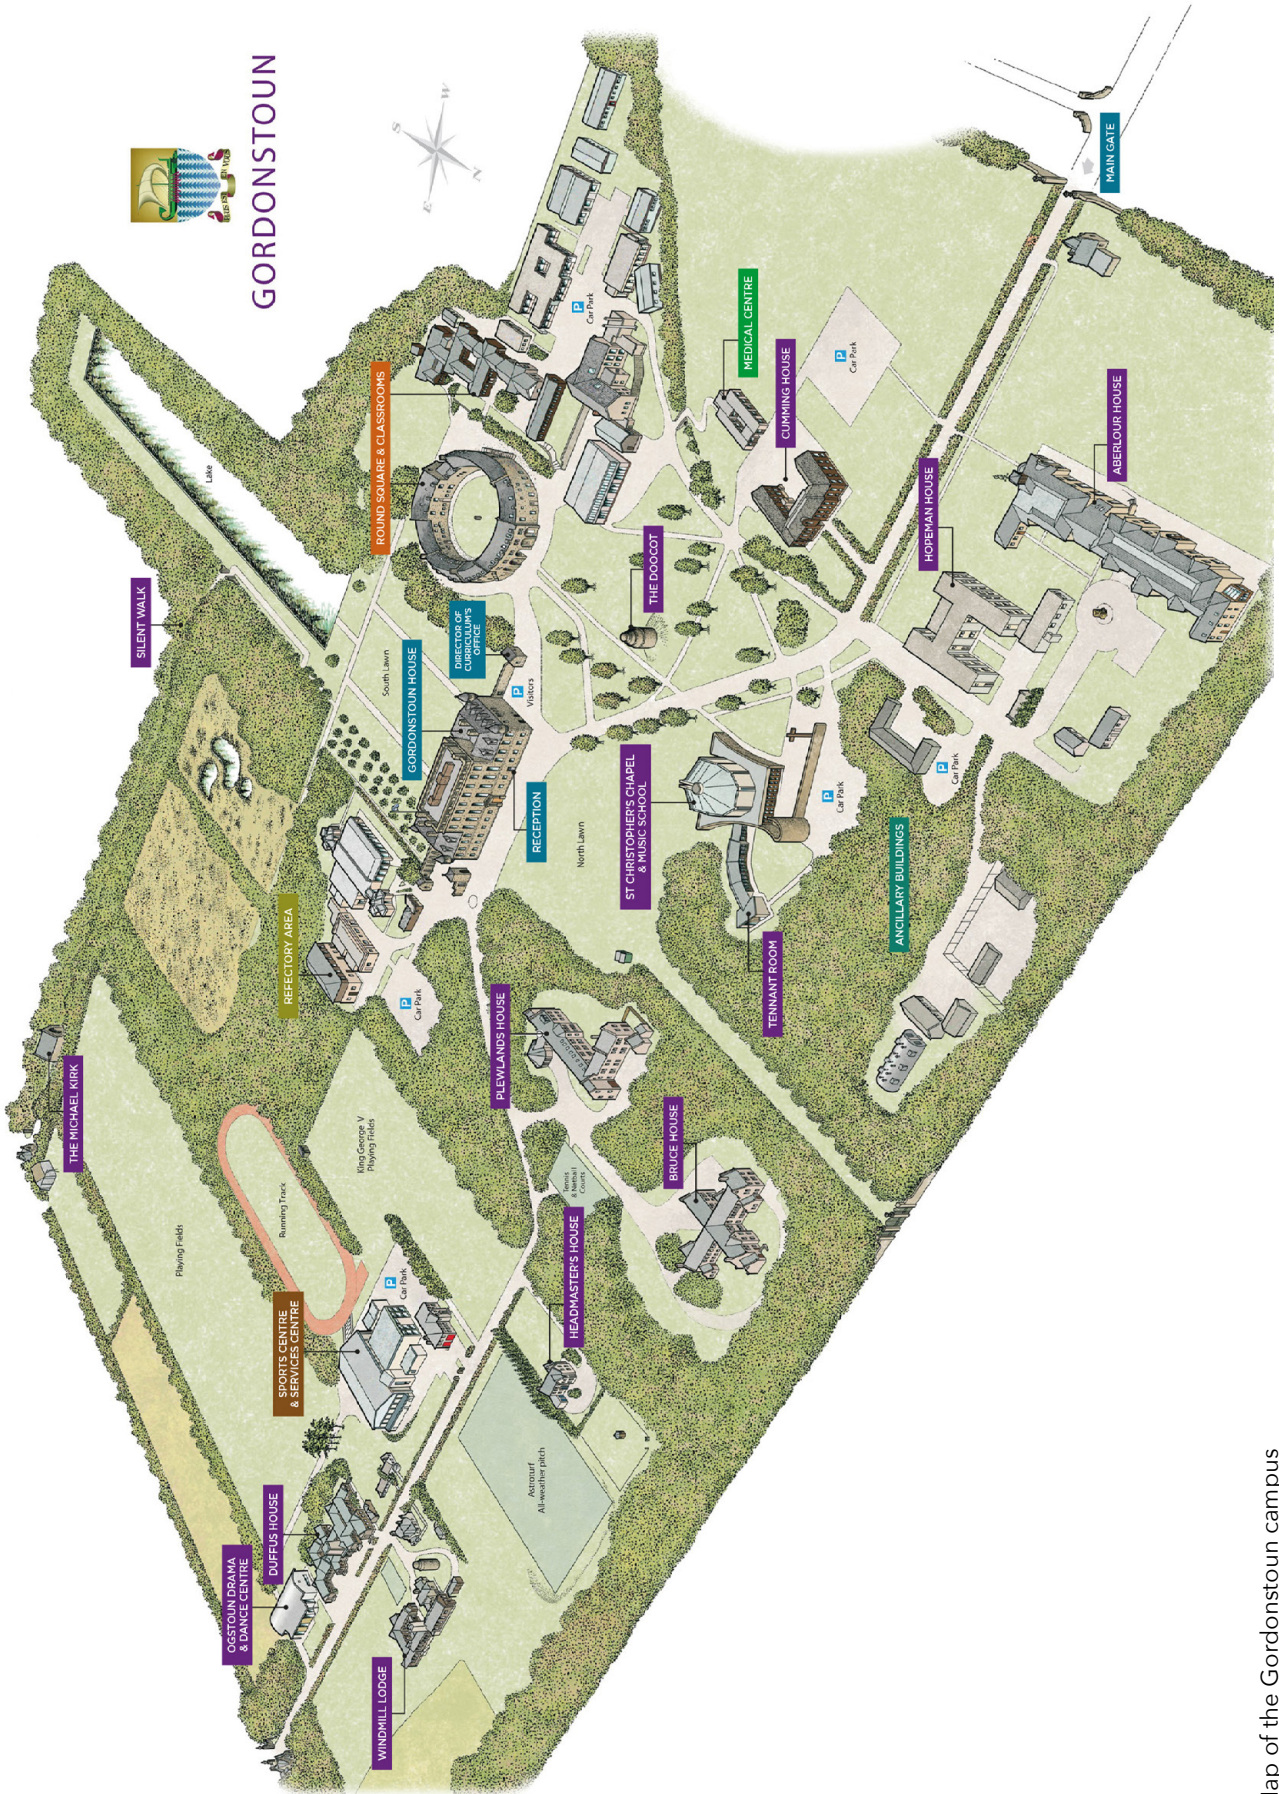 GORDONSTOUN
S
W
E
N
THE MICHAEL KIRK
SILENT WALK
Playing Fields
Lake
OGSTOUN DRAMA
& DANCE CENTRE
DUFFUS HOUSE
SPORTS CENTRE
& SERVICES CENTRE
Running Track
REFECTORY AREA
King George V
Playing Fields
South Lawn
ROUND SQUARE & CLASSROOMS
WINDMILL LODGE
P
Car Park
P
Car Park
GORDONSTOUN HOUSE
DIRECTOR OF
CURRICULUM'S
OFFICE
PLEWLANDS HOUSE
P
Visitors
RECEPTION
Astroturf
All-weather pitch
Tennis
& Netball
Courts
HEADMASTER'S HOUSE
North Lawn
P
Car Park
ST CHRISTOPHER'S CHAPEL
& MUSIC SCHOOL
THE DOOCOT
BRUCE HOUSE
MEDICAL CENTRE
TENNANT ROOM
CUMMING HOUSE
P
Car Park
P
Car Park
ANCILLARY BUILDINGS
HOPEMAN HOUSE
P
Car Park
MAIN GATE
ABERLOUR HOUSE
lap of the Gordonstoun campus